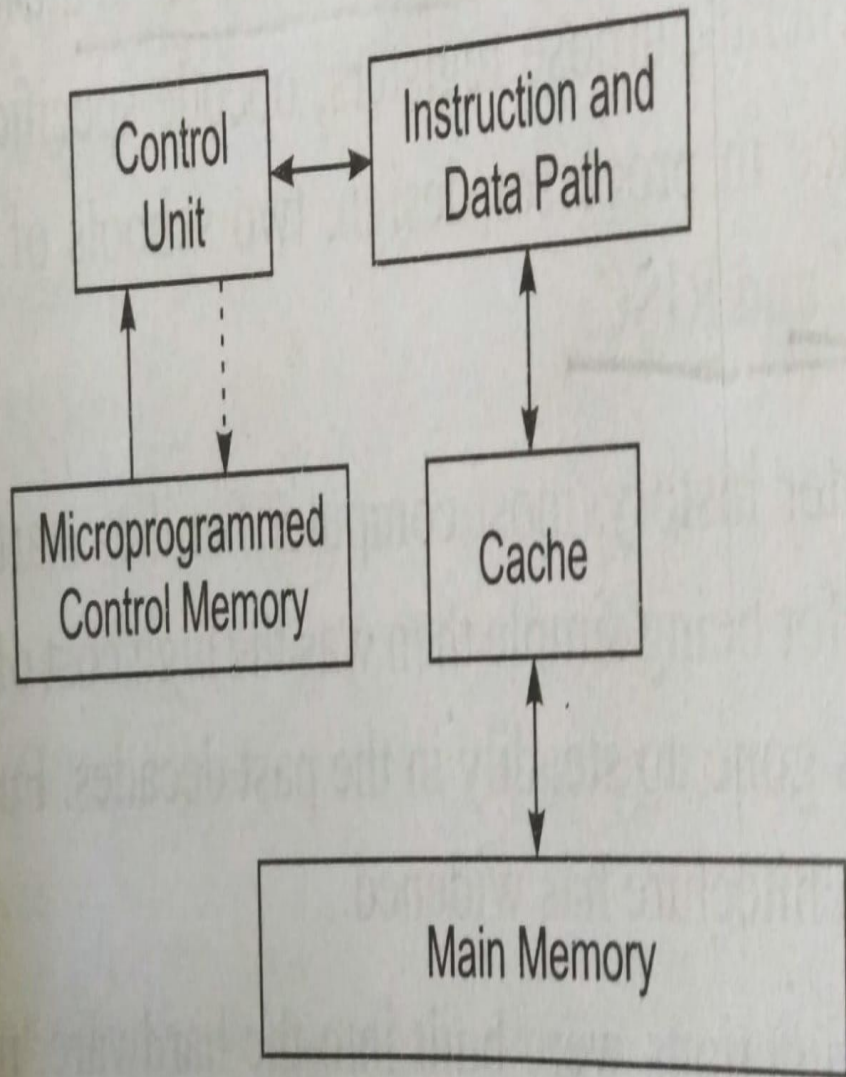 Control
Unit
Instruction and
Data Path
Microprogrammed
Control Memory
Cache
Main Memory